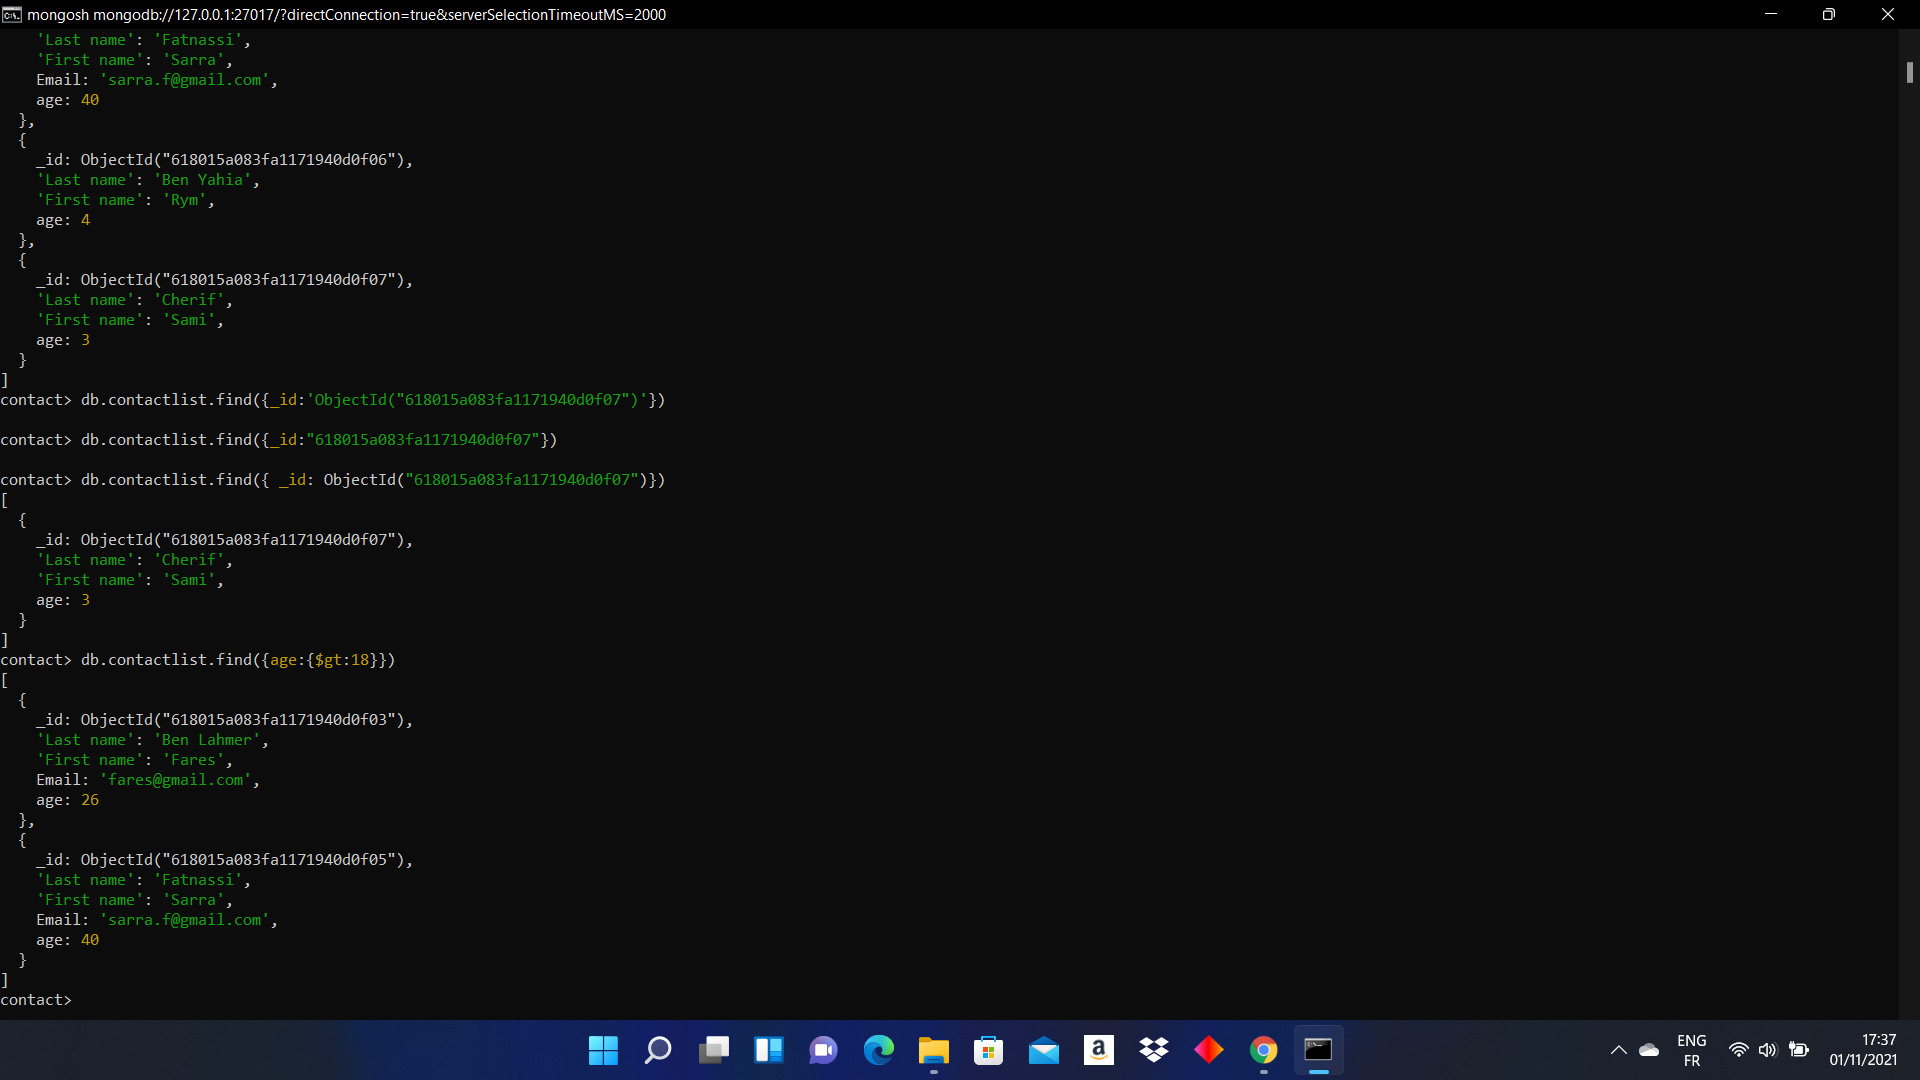 mongosh mongodb://127.0.0.1:27017/?directConnection=true&serverSelectionTimeoutMS=2000
    'Last name': 'Fatnassi',
    'First name': 'Sarra',
    Email: 'sarra.f@gmail.com',
    age: 40
  },
  {
    _id: ObjectId("618015a083fa1171940d0f06"),
    'Last name': 'Ben Yahia',
    'First name': 'Rym',
    age: 4
  },
  {
    _id: ObjectId("618015a083fa1171940d0f07"),
    'Last name': 'Cherif',
    'First name': 'Sami',
    age: 3
  }
]
contact> db.contactlist.find({_id:'ObjectId("618015a083fa1171940d0f07")'})
contact> db.contactlist.find({_id:"618015a083fa1171940d0f07"})
contact> db.contactlist.find({ _id: ObjectId("618015a083fa1171940d0f07")})
[
  {
    _id: ObjectId("618015a083fa1171940d0f07"),
    'Last name': 'Cherif',
    'First name': 'Sami',
    age: 3
  }
]
contact> db.contactlist.find({age:{$gt:18}})
[
  {
    _id: ObjectId("618015a083fa1171940d0f03"),
    'Last name': 'Ben Lahmer',
    'First name': 'Fares',
    Email: 'fares@gmail.com',
    age: 26
  },
  {
    _id: ObjectId("618015a083fa1171940d0f05"),
    'Last name': 'Fatnassi',
    'First name': 'Sarra',
    Email: 'sarra.f@gmail.com',
    age: 40
  }
]
contact>
a
ENG
FR
17:37
01/11/2021